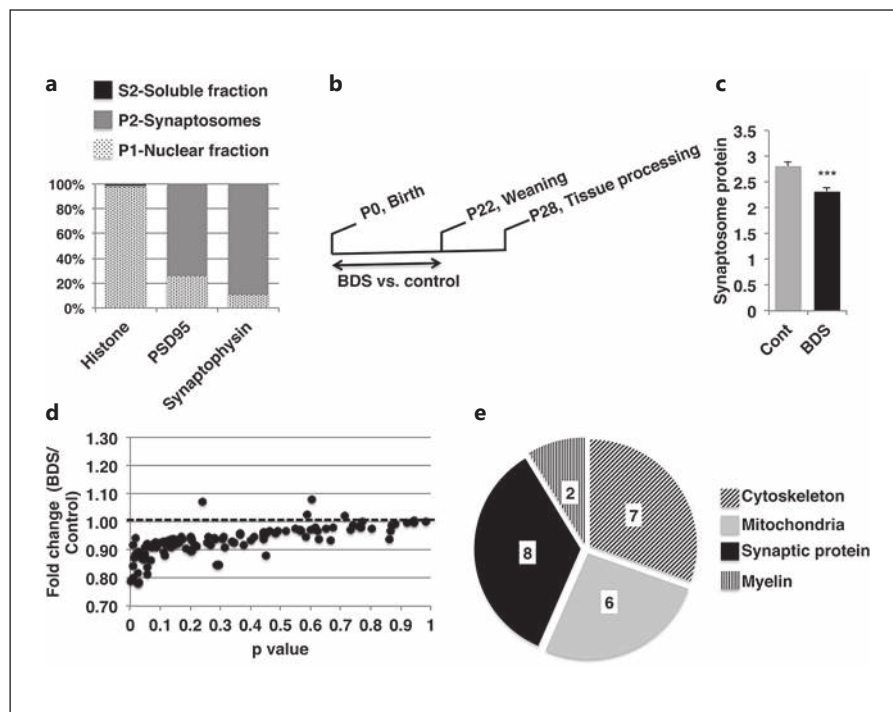 a
S2-Soluble fraction
P2-Synaptosomes
P1-Nuclear fraction
100%
80%
60%
40%
20%
0%
Histone
PSD95
Synaptophysin
b
P0, Birth
P22, Weaning
P28, Tissue processing
BDS vs. control
c
Synaptosome protein
3.5
3
2.5
2
1.5
1
0.5
0
***
Cont
BDS
d
Fold change (BDS/
Control)
1.30
1.20
1.10
1.00
0.90
0.80
0.70
0 0.1 0.2 0.3 0.4 0.5 0.6 0.7 0.8 0.9 1
p value
e
2
7
8
6
Cytoskeleton
Mitochondria
Synaptic protein
Myelin